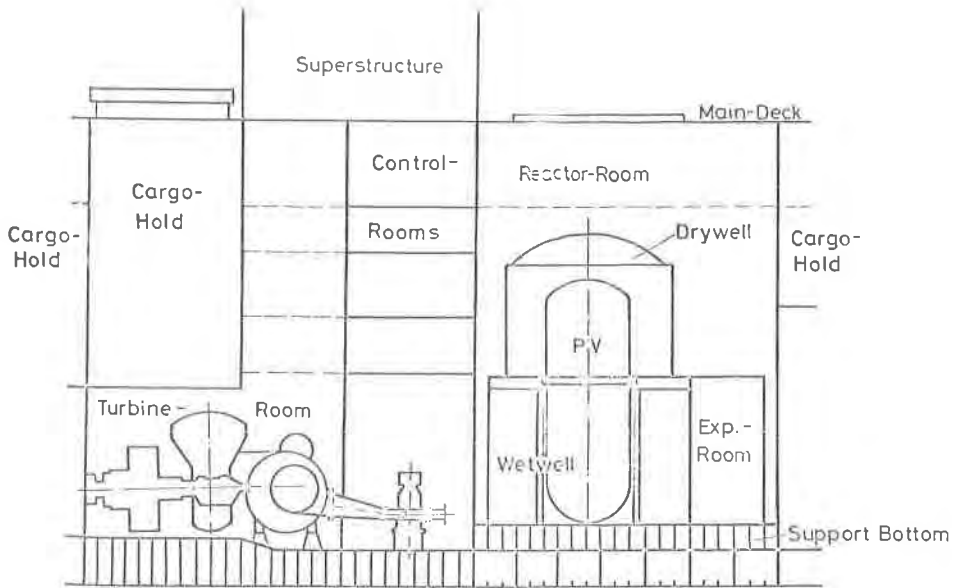 Superstructure
Main-Deck
Control-
Reactor-Room
Cargo-
Hold
Rooms
Drywell
Cargo-
Hold
Cargo-
Hold
PV
Turbine-
Room
Exp.-
Room
Wetwell
Support Bottom